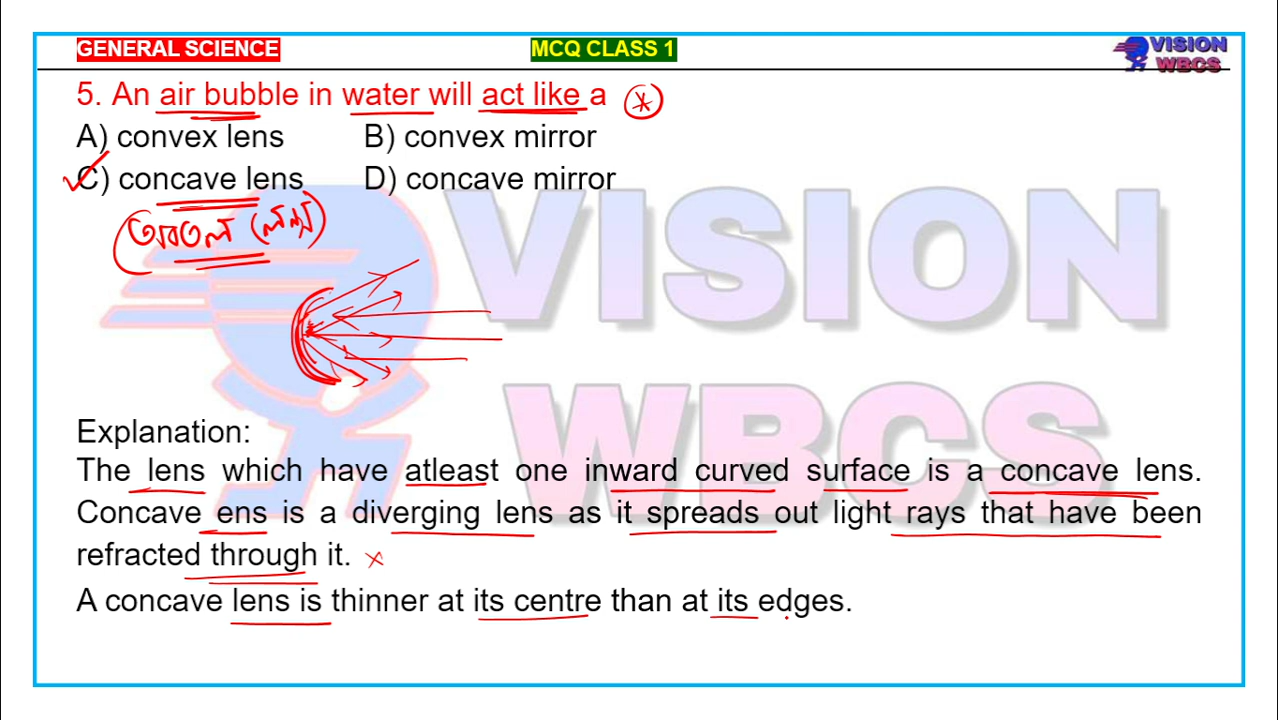 GENERAL SCIENCE
MCQ CLASS 1
VISION
WBCS
5. An air bubble in water will act like a
A) convex lens B) convex mirror
C) concave lens D) concave mirror
(অবতল লেন্স)
VISION
WBCS
Explanation:
The lens which have atleast one inward curved surface is a concave lens.
Concave ens is a diverging lens as it spreads out light rays that have been
refracted through it.
A concave lens is thinner at its centre than at its edges.